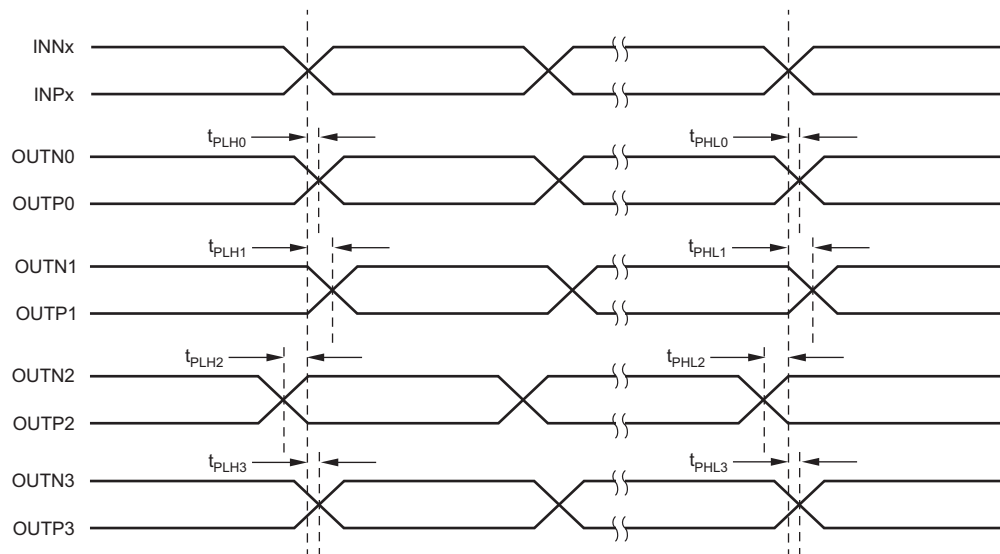 INNx
INPx
tPLH0 tPHL0
OUTN0
OUTP0
tPLH1 tPHL1
OUTN1
OUTP1
tPLH2 tPHL2
OUTN2
OUTP2
tPLH3 tPHL3
OUTN3
OUTP3